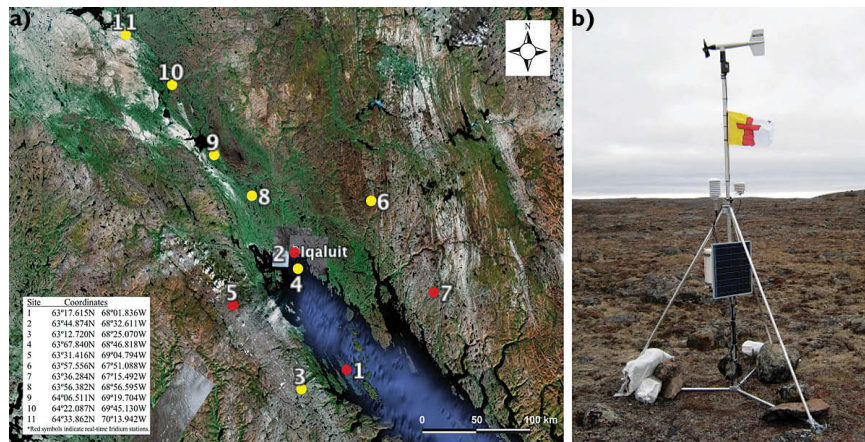 a)
N
11
10
9
8
6
2 Iqaluit
4
5
7
3
1
Site Coordinates
1 63°17.615N 68°01.836W
2 63°44.874N 68°32.611W
3 63°12.720N 68°25.070W
4 63°67.840N 68°46.818W
5 63°31.416N 69°04.794W
6 63°57.556N 67°51.088W
7 63°36.284N 67°15.492W
8 63°56.382N 68°56.595W
9 64°06.511N 69°19.704W
10 64°22.087N 69°45.130W
11 64°33.862N 70°13.942W
*Red symbols indicate real-time Iridium stations.
0 50 100 km
b)